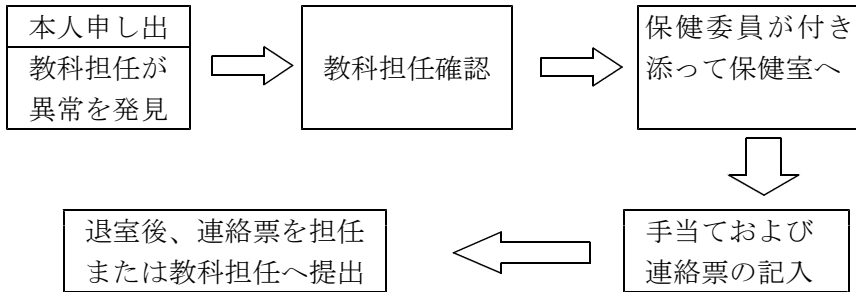 本人申し出
教科担任が
異常を発見
教科担任確認
保健委員が付き
添って保健室へ
手当ておよび
連絡票の記入
退室後、連絡票を担任
または教科担任へ提出